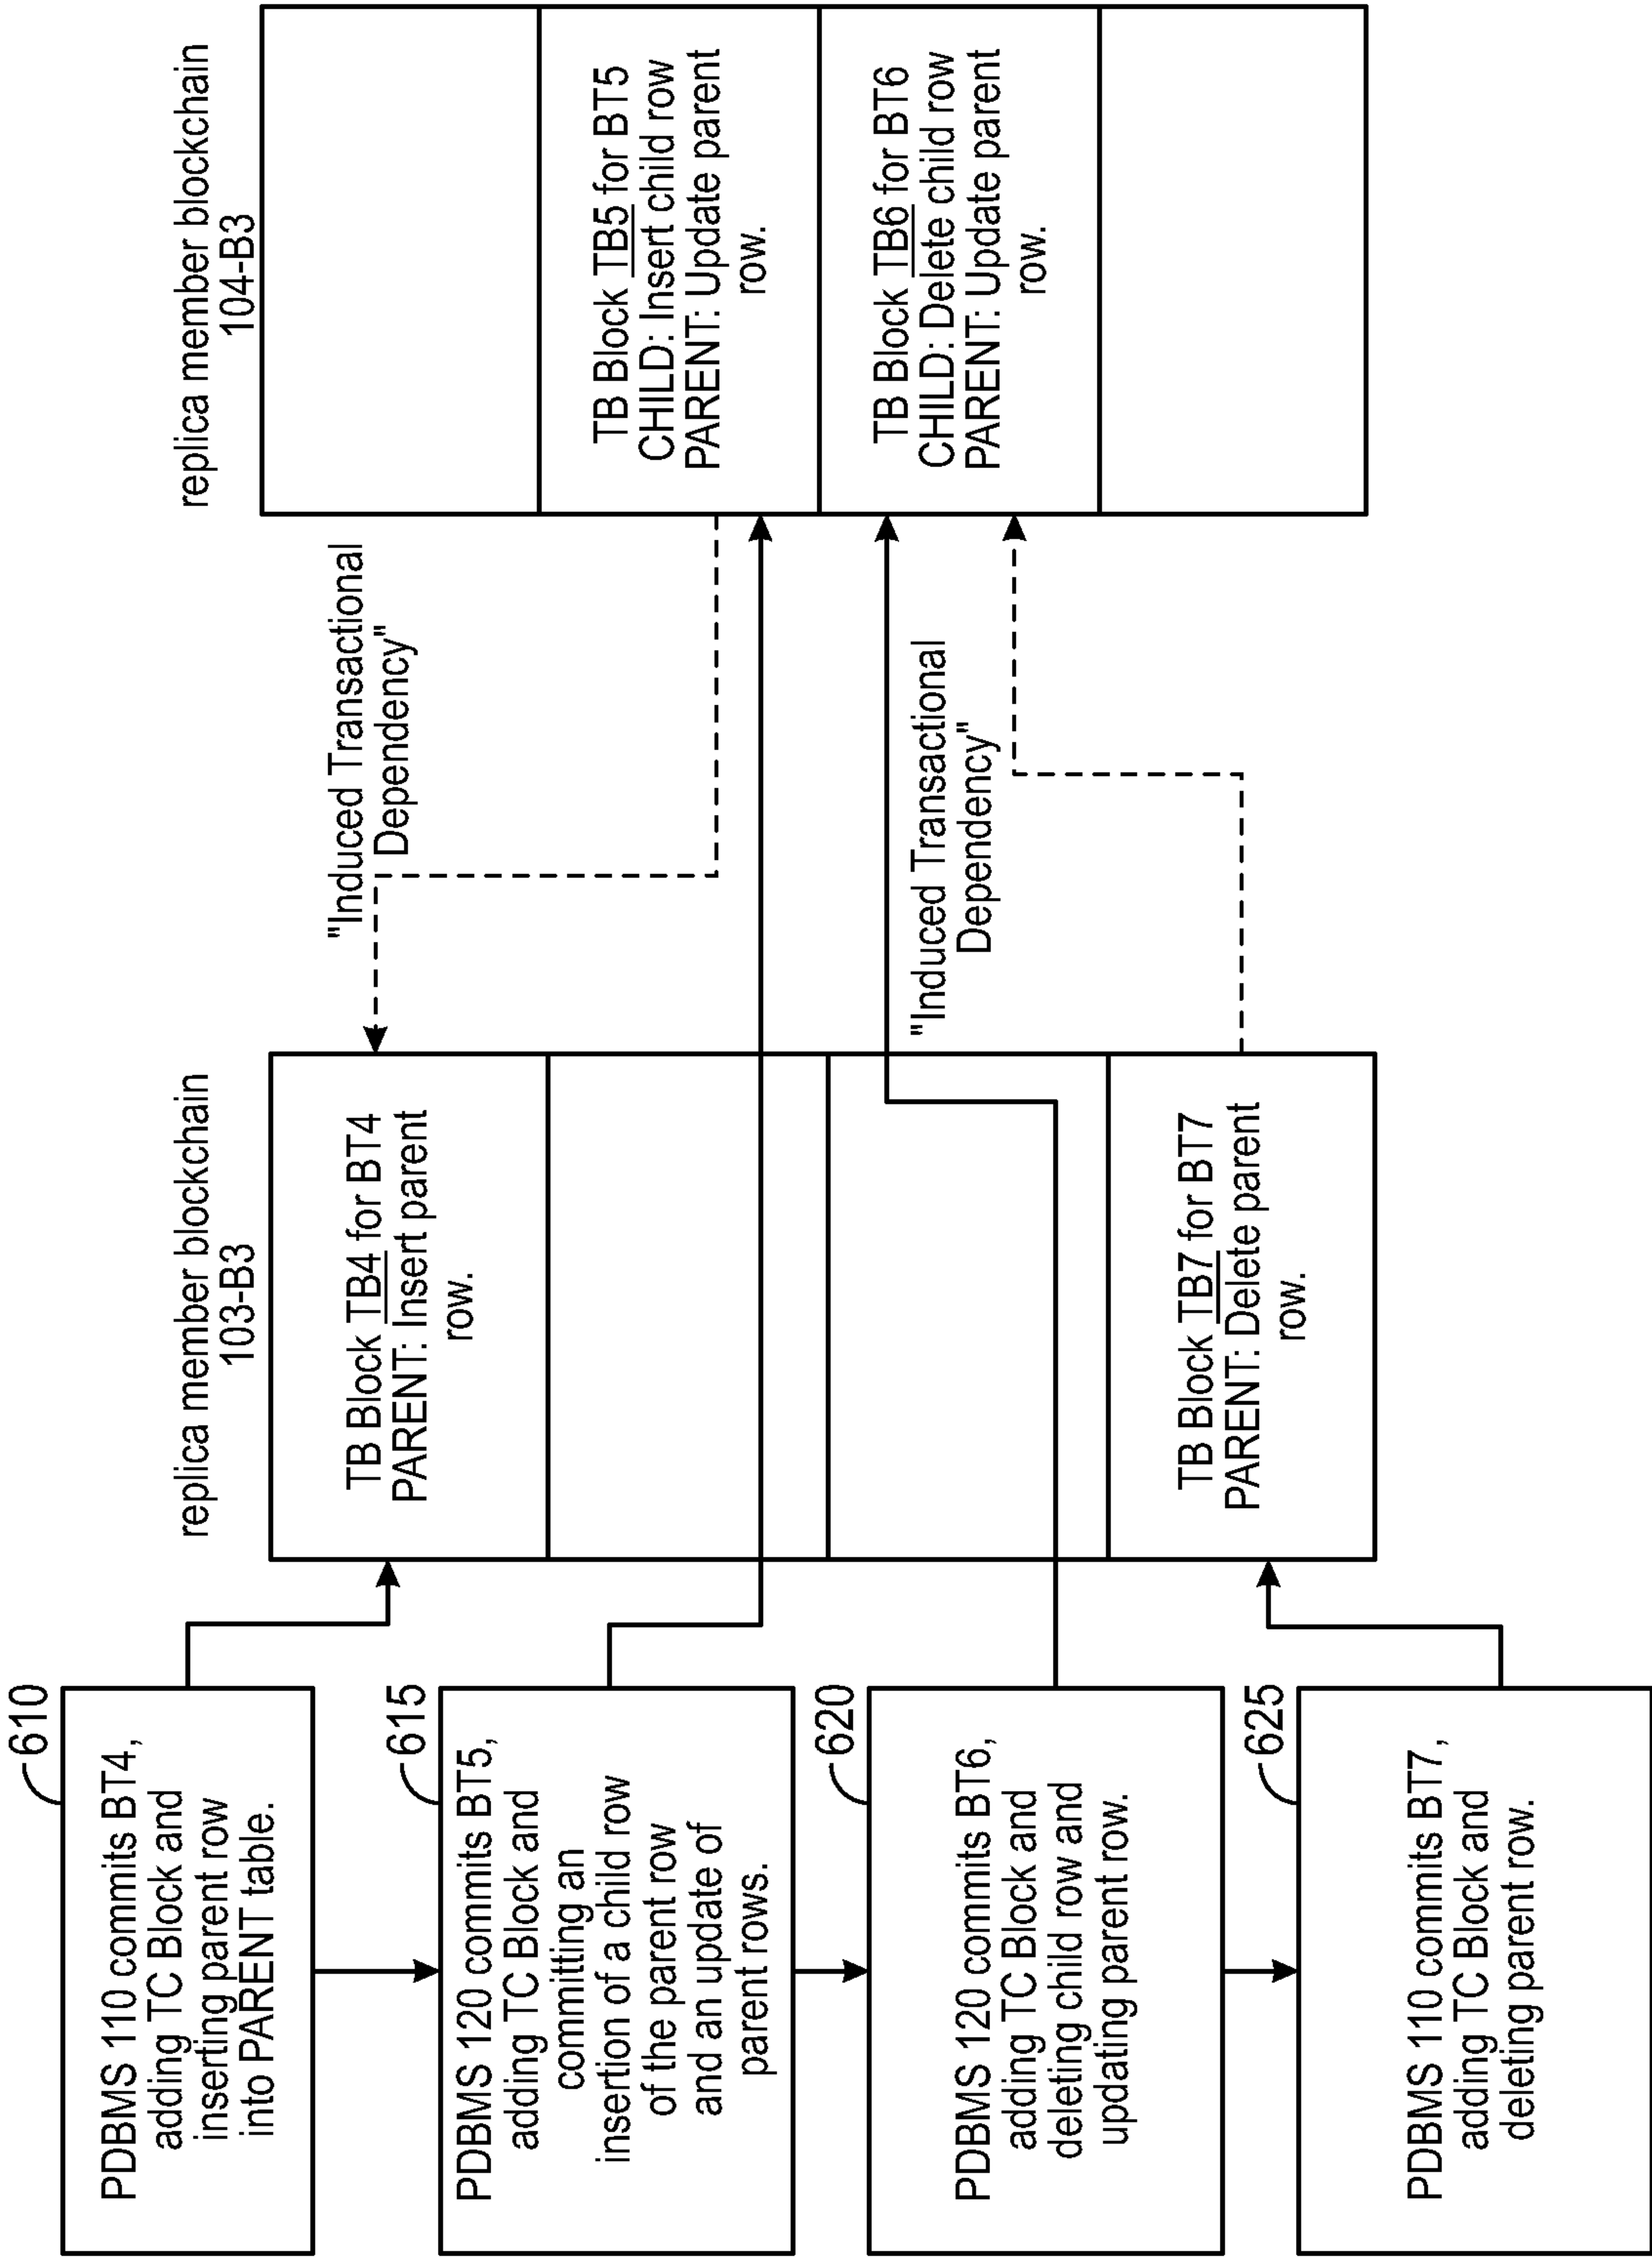 610
PDBMS 110 commits BT4,
adding TC Block and
inserting parent row
into PARENT table.
615
PDBMS 120 commits BT5,
adding TC Block and
committing an
insertion of a child row
of the parent row
and an update of
parent rows.
620
PDBMS 120 commits BT6,
adding TC Block and
deleting child row and
updating parent row.
625
PDBMS 110 commits BT7,
adding TC Block and
deleting parent row.
replica member blockchain
103-B3
TB Block TB4 for BT4
PARENT: Insert parent
row.
TB Block TB7 for BT7
PARENT: Delete parent
row.
"Induced Transactional
Dependency"
"Induced Transactional
Dependency"
replica member blockchain
104-B3
TB Block TB5 for BT5
CHILD: Insert child row
PARENT: Update parent
row.
TB Block TB6 for BT6
CHILD: Delete child row
PARENT: Update parent
row.